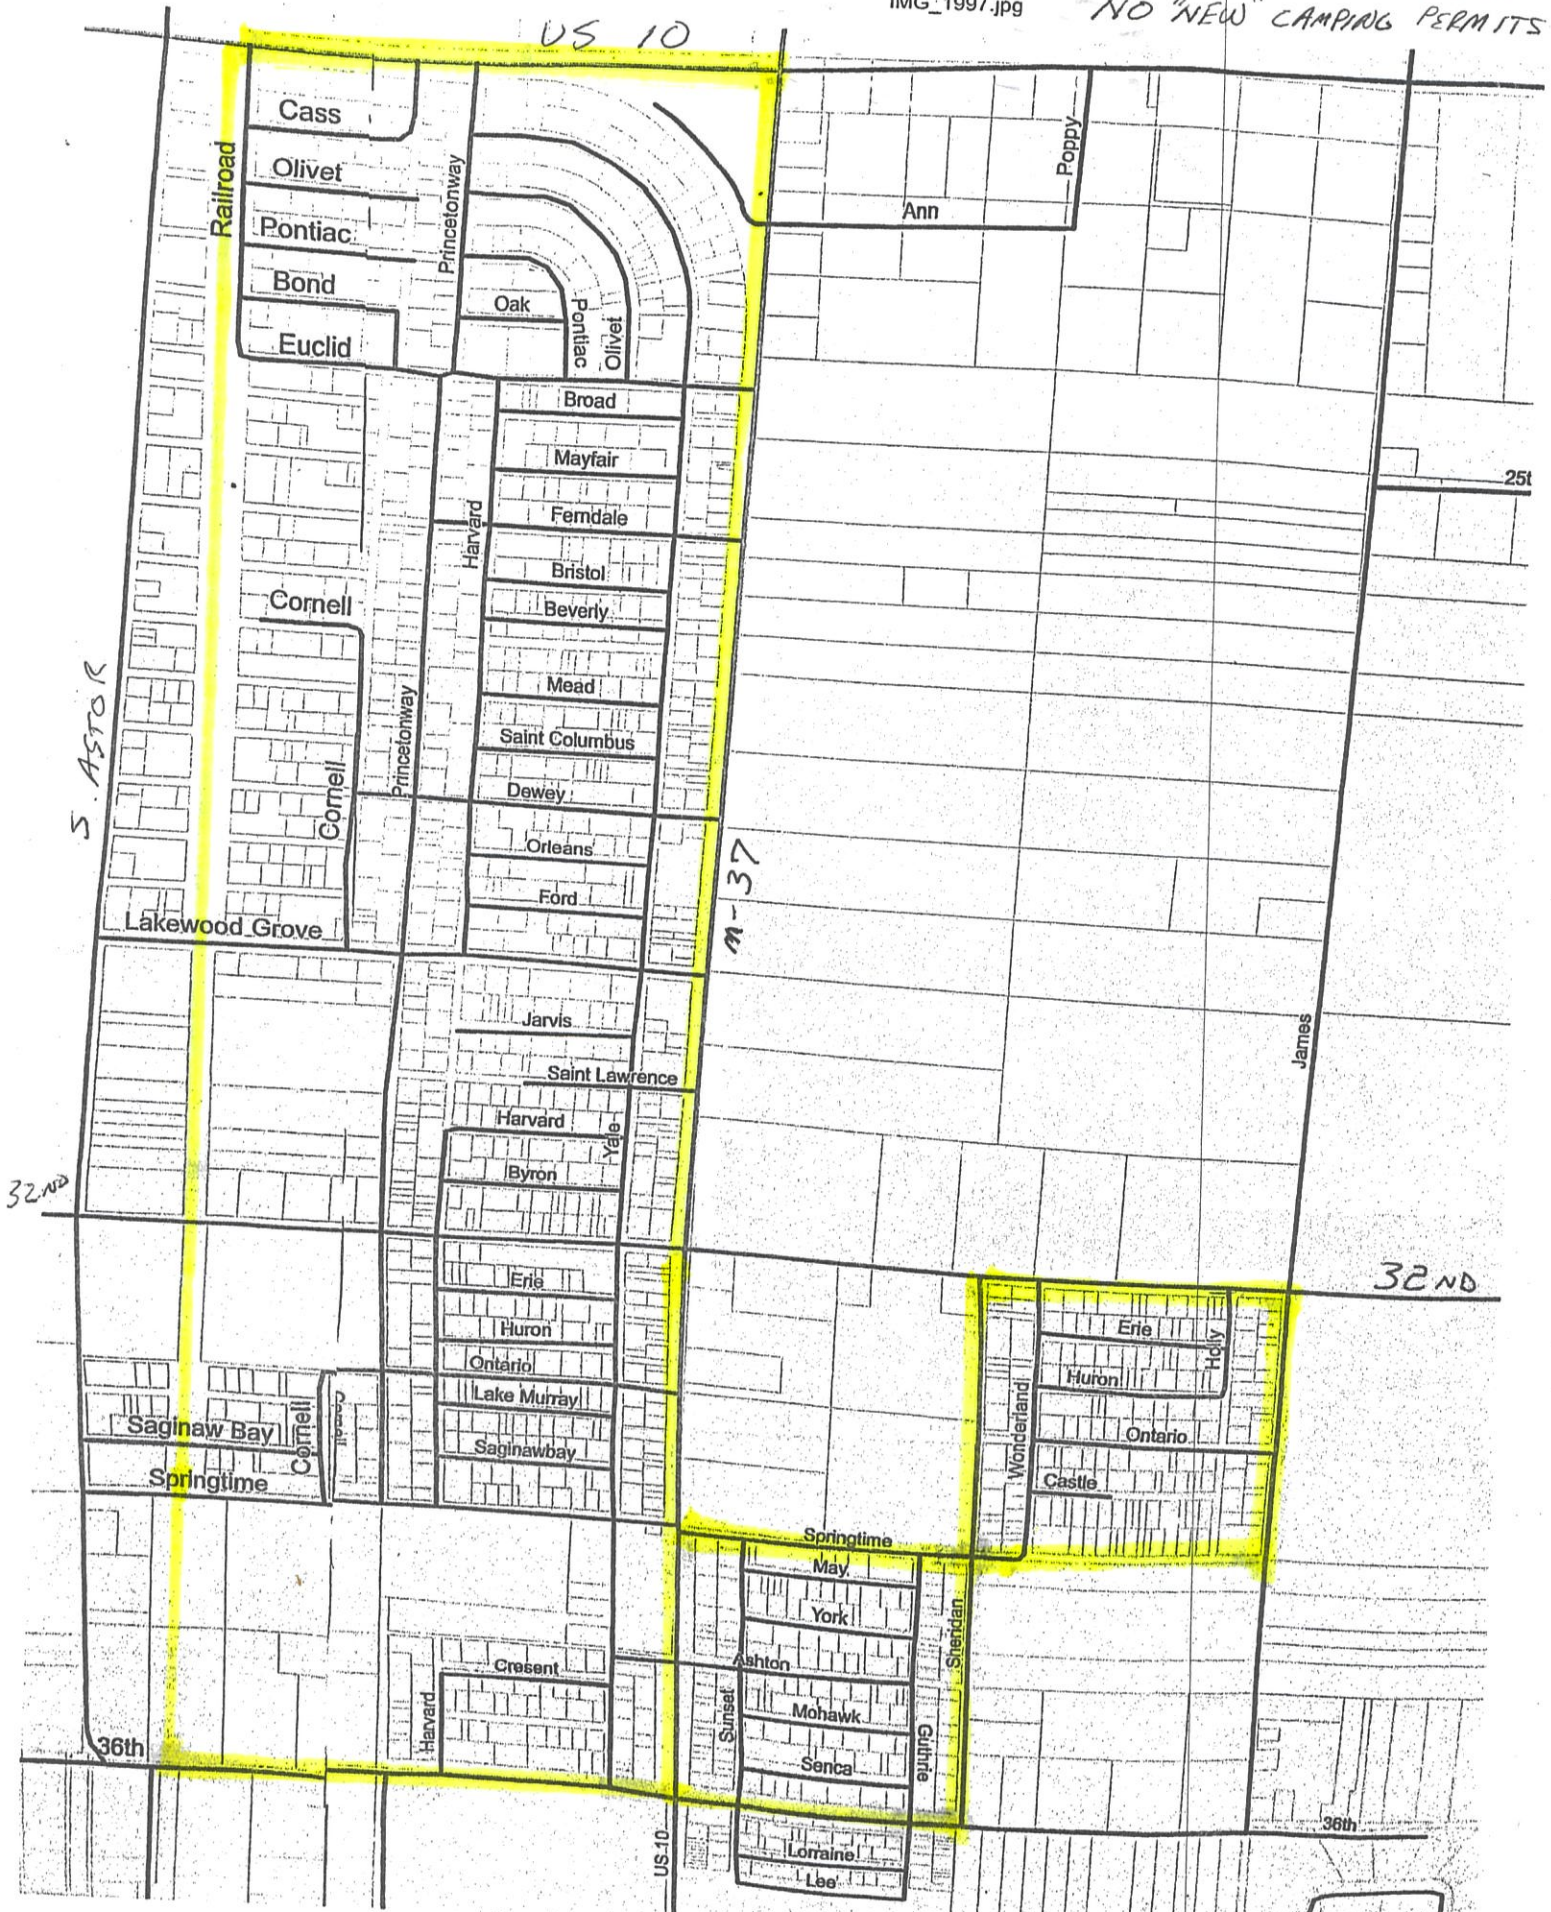 IMG_1997.jpg
NO "NEW" CAMPING PERMITS
US 10
Cass
Railroad
Olivet
Princetonway
Poppy
Ann
Pontiac
Bond
Oak
Pontiac
Olivet
Euclid
Broad
Mayfair
25t
Harvard
Ferndale
Bristol
Cornell
Beverly
S. ASTOR
Mead
Princetonway
Saint Columbus
Cornell
Dewey
Orleans
M-37
Ford
Lakewood Grove
Jarvis
James
Saint Lawrence
Harvard
Yale
Byron
32ND
Erie
32ND
Huron
Erie
Holly
Ontario
Huron
Lake Murray
Wonderland
Cornell
Cornell
Saginaw Bay
Ontario
Saginawbay
Springtime
Castle
Springtime
May
York
Sheridan
Ashton
Cresent
Harvard
Sunset
Mohawk
Guthrie
36th
Senca
36th
US 10
Lorraine
Lee